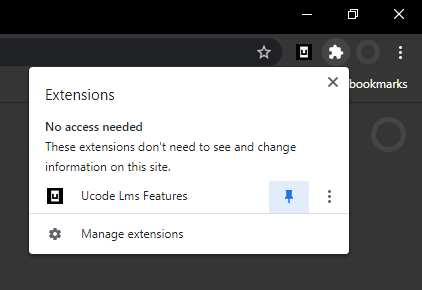 bookmarks
Extensions
No access needed
These extensions don't need to see and change
information on this site.
Ucode Lms Features
Manage extensions